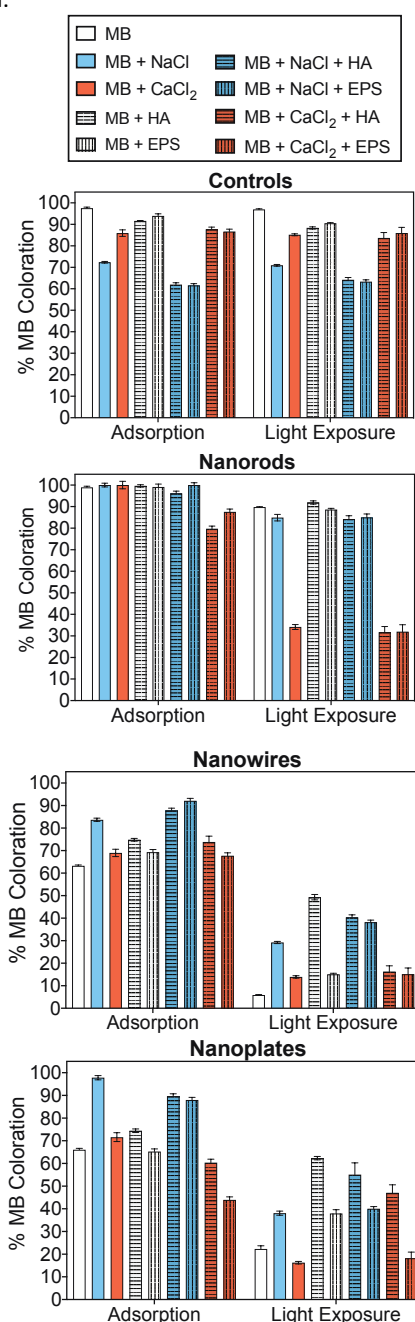 MB
MB + NaCl
MB + CaCl2
MB + HA
MB + EPS
MB + NaCl + HA
MB + NaCl + EPS
MB + CaCl2 + HA
MB + CaCl2 + EPS
Controls
% MB Coloration
100
90
80
70
60
50
40
30
20
10
0
Adsorption Light Exposure
Nanorods
% MB Coloration
100
90
80
70
60
50
40
30
20
10
0
Adsorption Light Exposure
Nanowires
% MB Coloration
100
90
80
70
60
50
40
30
20
10
0
Adsorption Light Exposure
Nanoplates
% MB Coloration
100
90
80
70
60
50
40
30
20
10
0
Adsorption Light Exposure